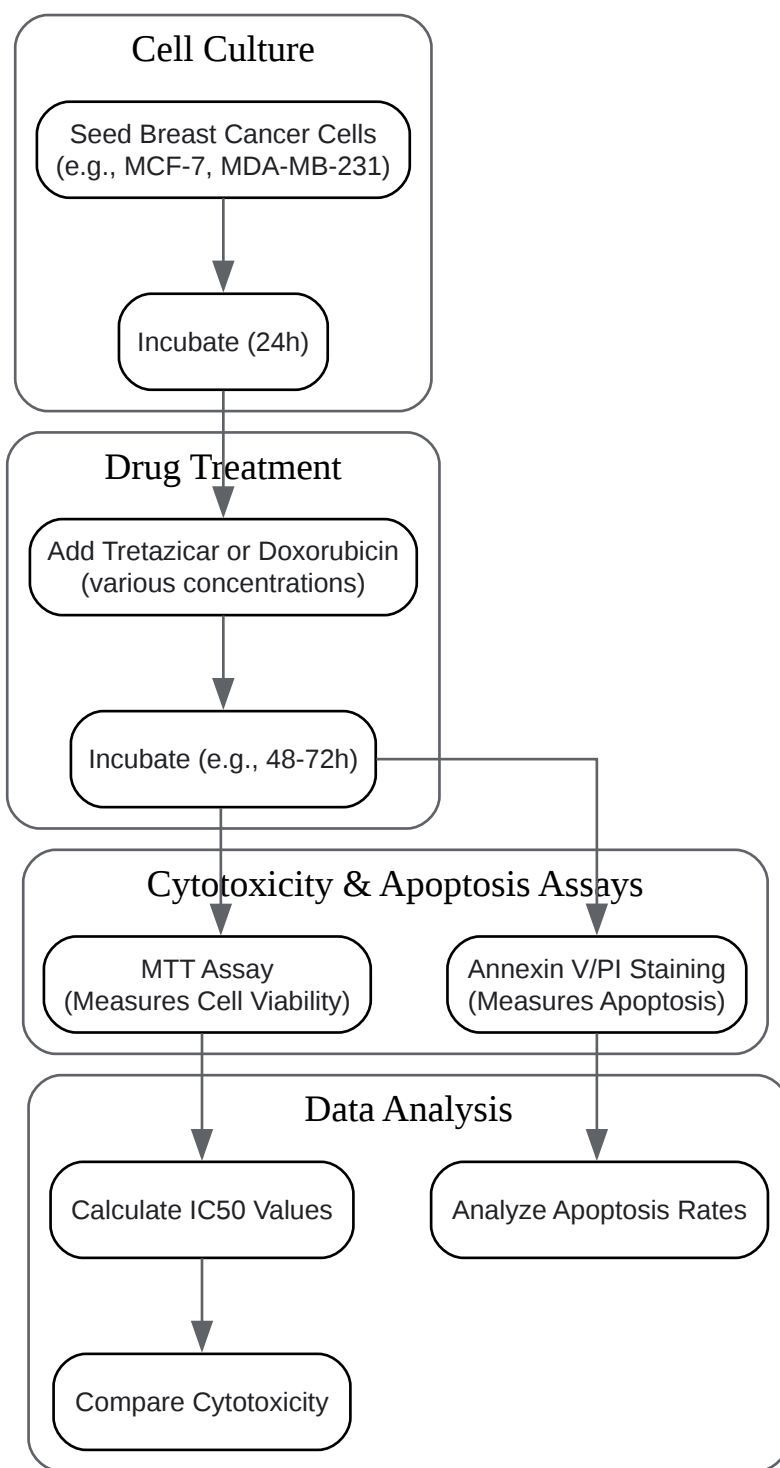 Cell Culture
Seed Breast Cancer Cells
(e.g., MCF-7, MDA-MB-231)
Incubate (24h)
Drug Treatment
Add Tretazicar or Doxorubicin
(various concentrations)
Incubate (e.g., 48-72h)
Cytotoxicity & Apoptosis Assays
MTT Assay
(Measures Cell Viability)
Annexin V/PI Staining
(Measures Apoptosis)
Data Analysis
Calculate IC50 Values
Analyze Apoptosis Rates
Compare Cytotoxicity